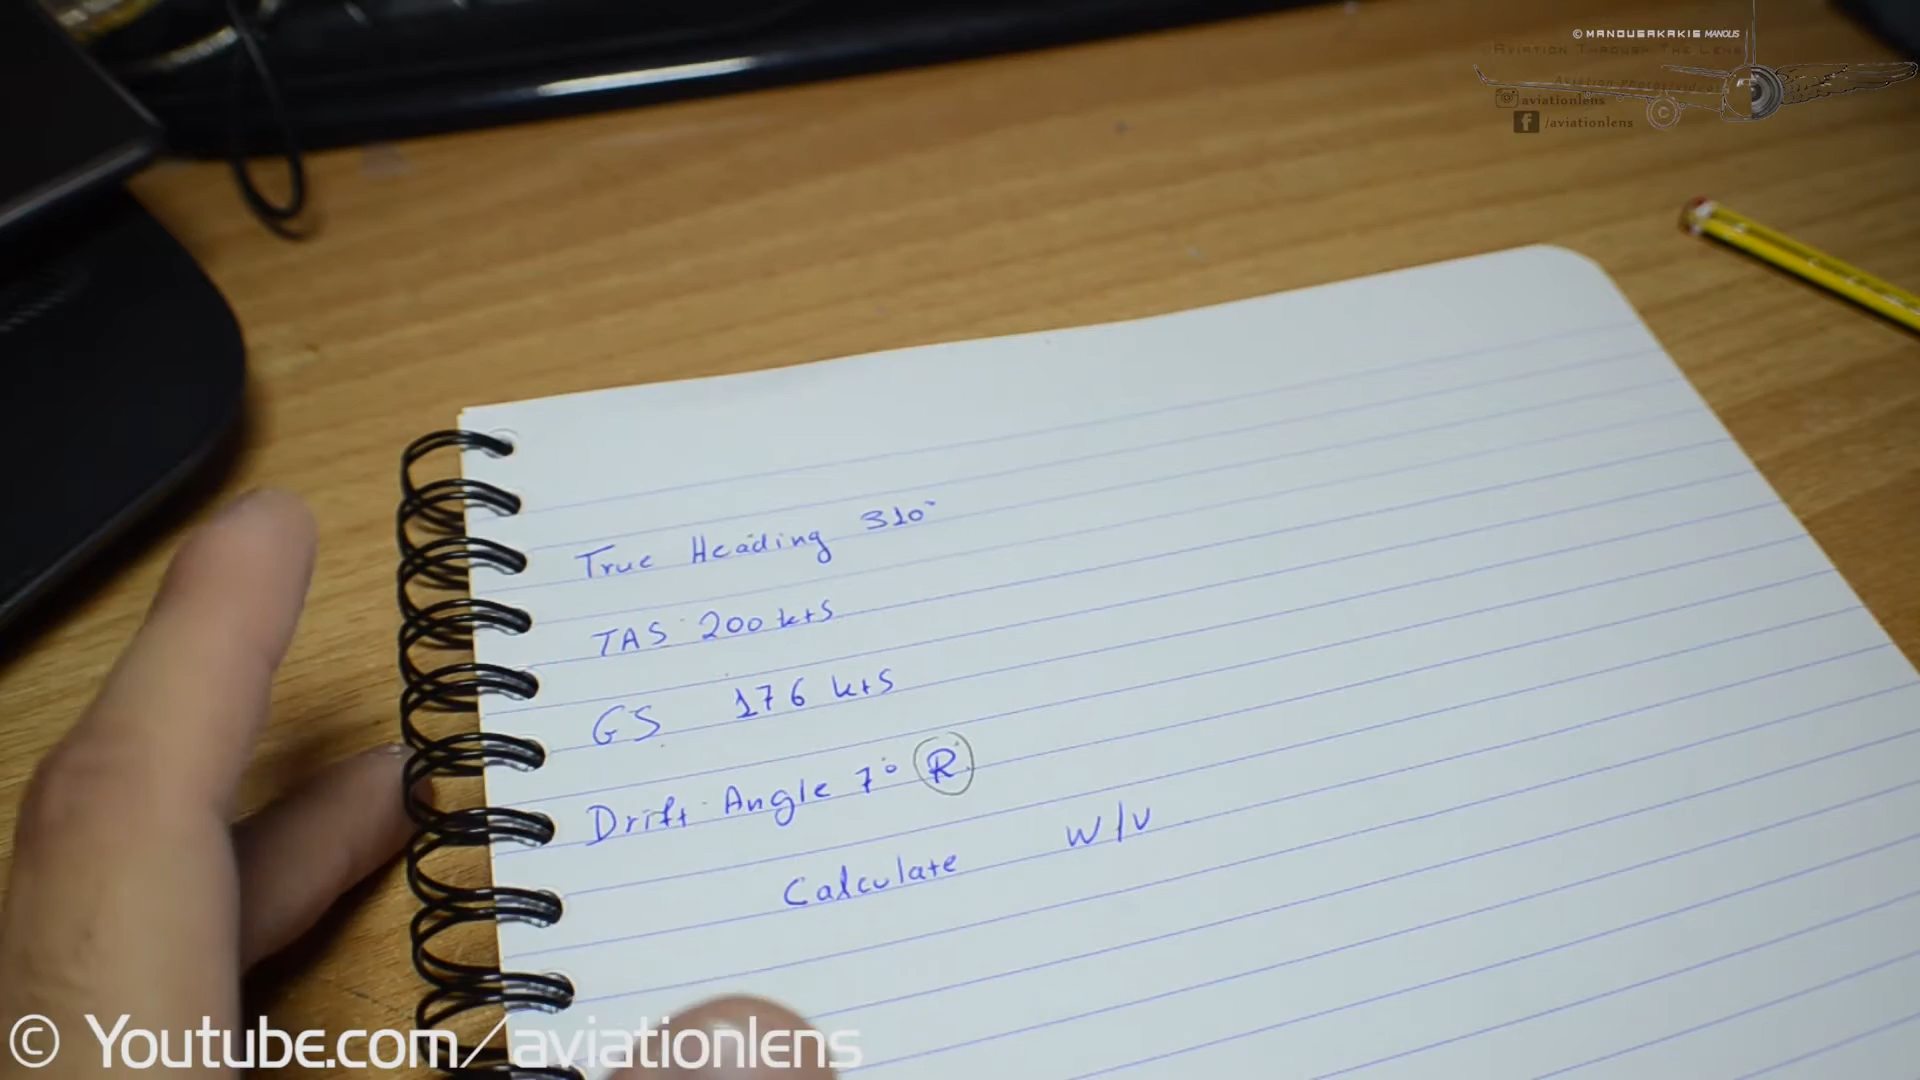 © MANOUSAKAKIS MANOLIS
AVIATION THROUGH THE LENS
aviationlens
/aviationlens
True Heading 310°
TAS 200 kts
GS 176 kts
Drift Angle 7° R
Calculate W/V
© Youtube.com/aviationlens